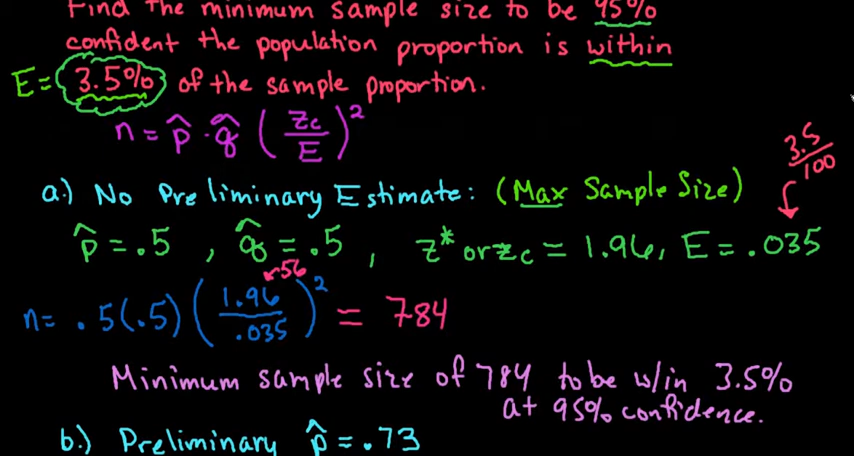 Find the minimum sample size to be 95%
confident the population proportion is within
E = 3.5% of the sample proportion.
n = p̂ · q̂ (zc/E)²
3.5/100
a.) No Preliminary Estimate: (Max Sample Size)
p̂ = .5 , q̂ = .5 , z* or zc = 1.96, E = .035
56
n = .5(.5) (1.96/.035)² = 784
Minimum sample size of 784 to be w/in 3.5%
at 95% confidence.
b.) Preliminary p̂ = .73